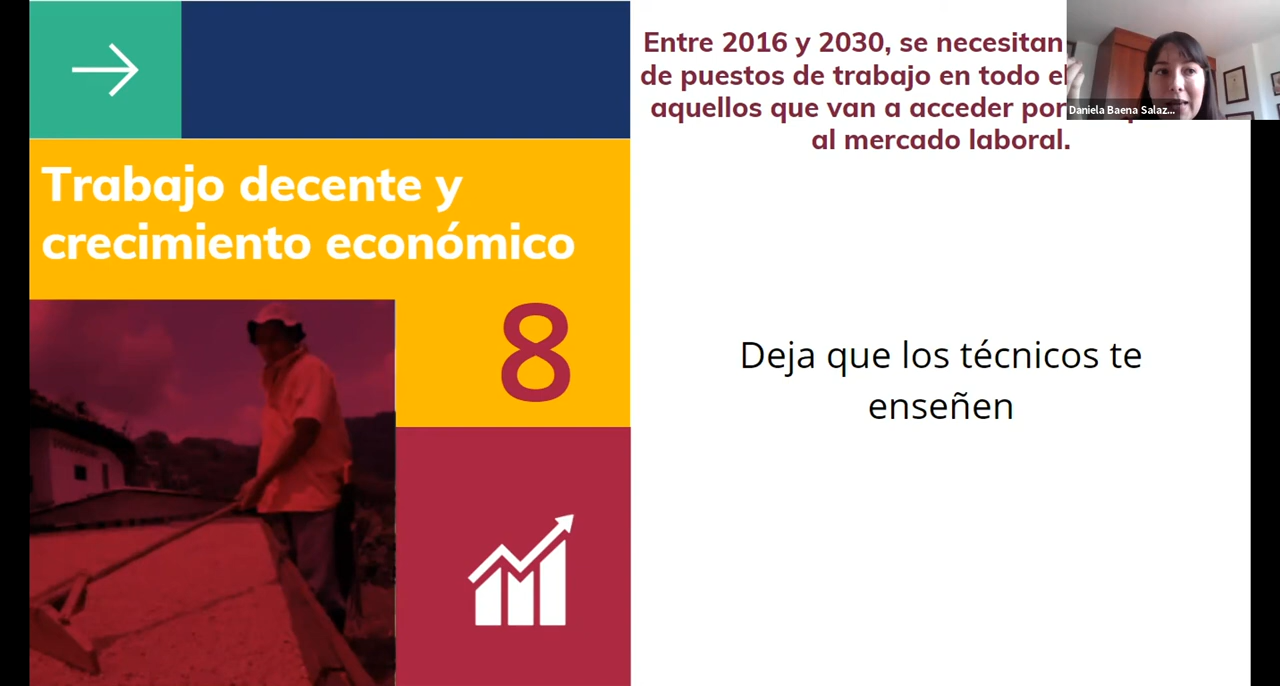 Trabajo decente y
crecimiento económico
8
Entre 2016 y 2030, se necesitan
de puestos de trabajo en todo el
aquellos que van a acceder por
al mercado laboral.
Daniela Baena Salaz...
Deja que los técnicos te
enseñen